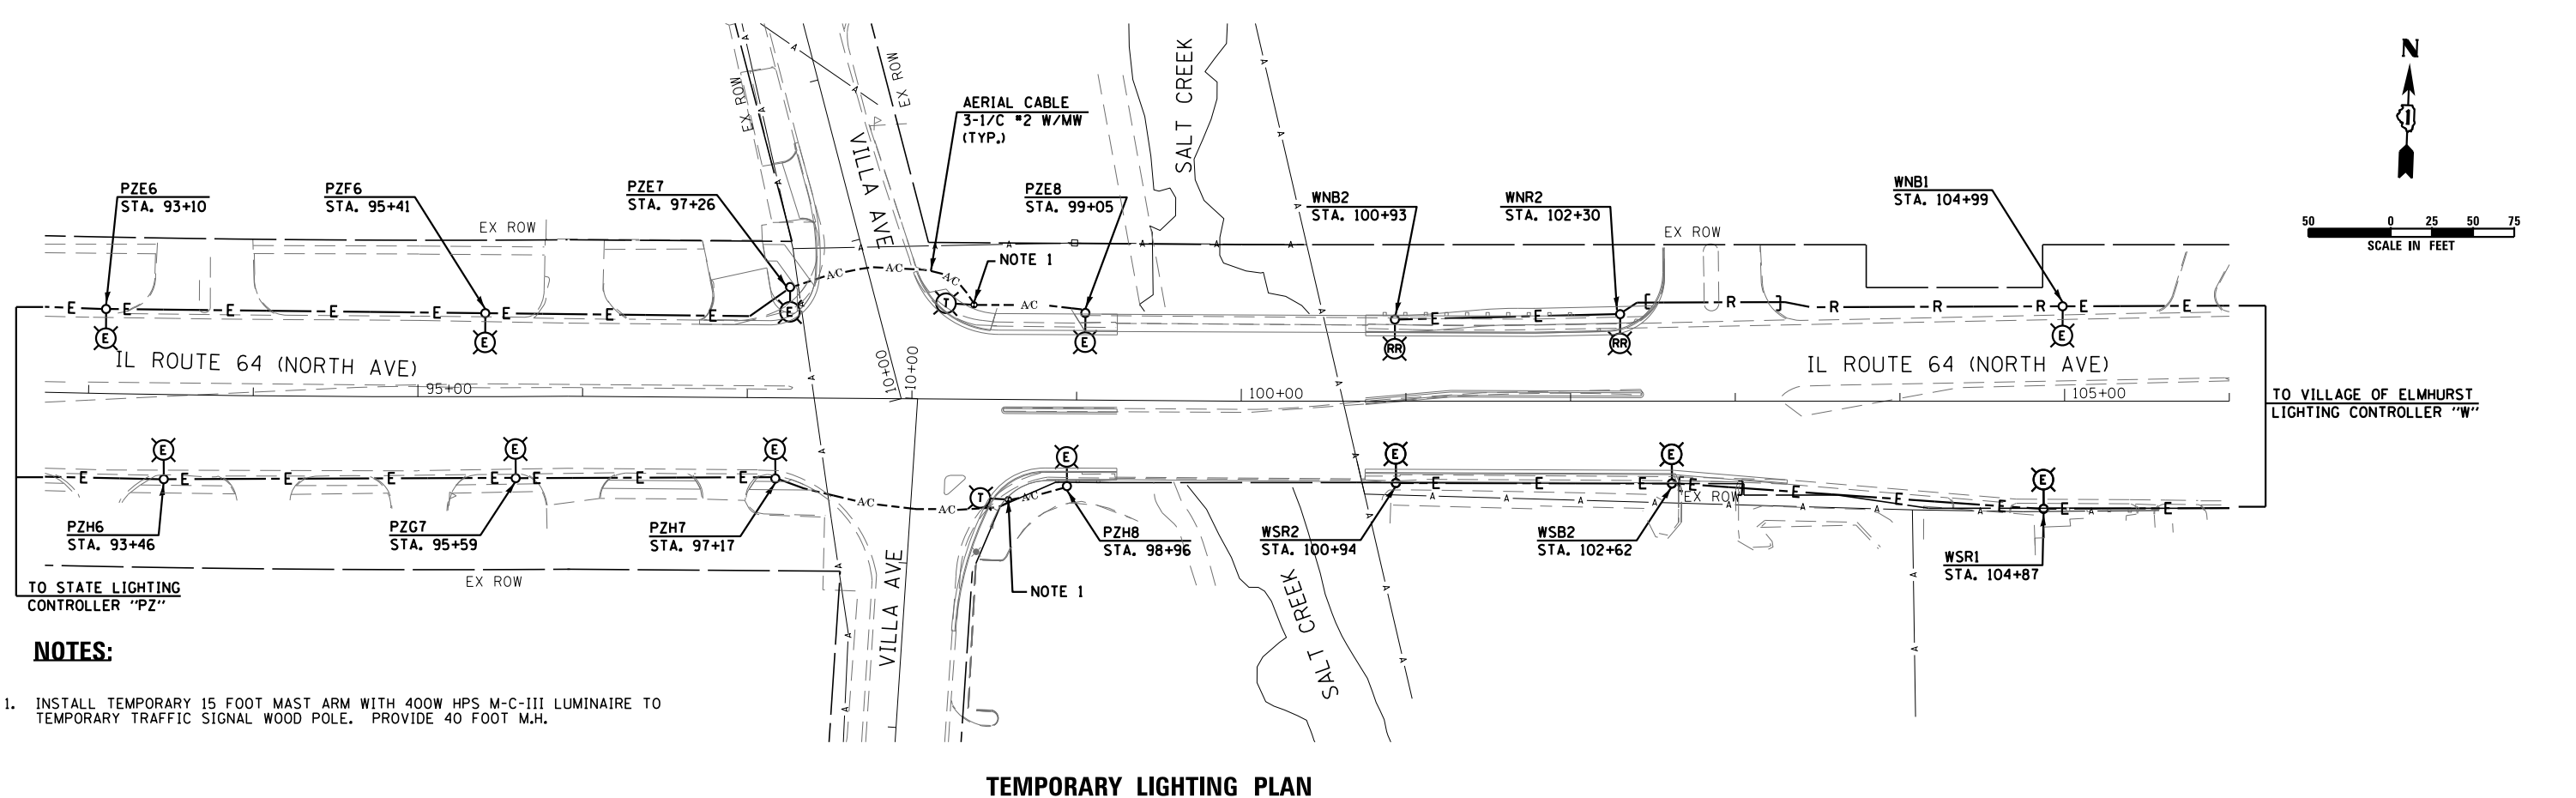 N
SALT CREEK
EX ROW
EX ROW
VILLA AVE
AERIAL CABLE
3-1/C #2 W/MW
(TYP.)
50 0 25 50 75
SCALE IN FEET
PZE6
STA. 93+10
PZF6
STA. 95+41
PZE7
STA. 97+26
PZE8
STA. 99+05
WNB2
STA. 100+93
WNR2
STA. 102+30
WNB1
STA. 104+99
EX ROW
EX ROW
NOTE 1
A/C A/C A/C A/C
E E E E E E E E E R R R R E E
T
E E E E RR RR E
IL ROUTE 64 (NORTH AVE)
IL ROUTE 64 (NORTH AVE)
95+00
10+00
10+00
100+00
105+00
TO VILLAGE OF ELMHURST
LIGHTING CONTROLLER "W"
E E E E E E E E
E E E E E E E E E E E E E E E E
T
A/C A/C A/C
EX ROW
PZH6
STA. 93+46
PZG7
STA. 95+59
PZH7
STA. 97+17
PZH8
STA. 98+96
WSR2
STA. 100+94
WSB2
STA. 102+62
WSR1
STA. 104+87
EX ROW
NOTE 1
VILLA AVE
SALT CREEK
TO STATE LIGHTING
CONTROLLER "PZ"
NOTES:
1. INSTALL TEMPORARY 15 FOOT MAST ARM WITH 400W HPS M-C-III LUMINAIRE TO
TEMPORARY TRAFFIC SIGNAL WOOD POLE. PROVIDE 40 FOOT M.H.
TEMPORARY LIGHTING PLAN